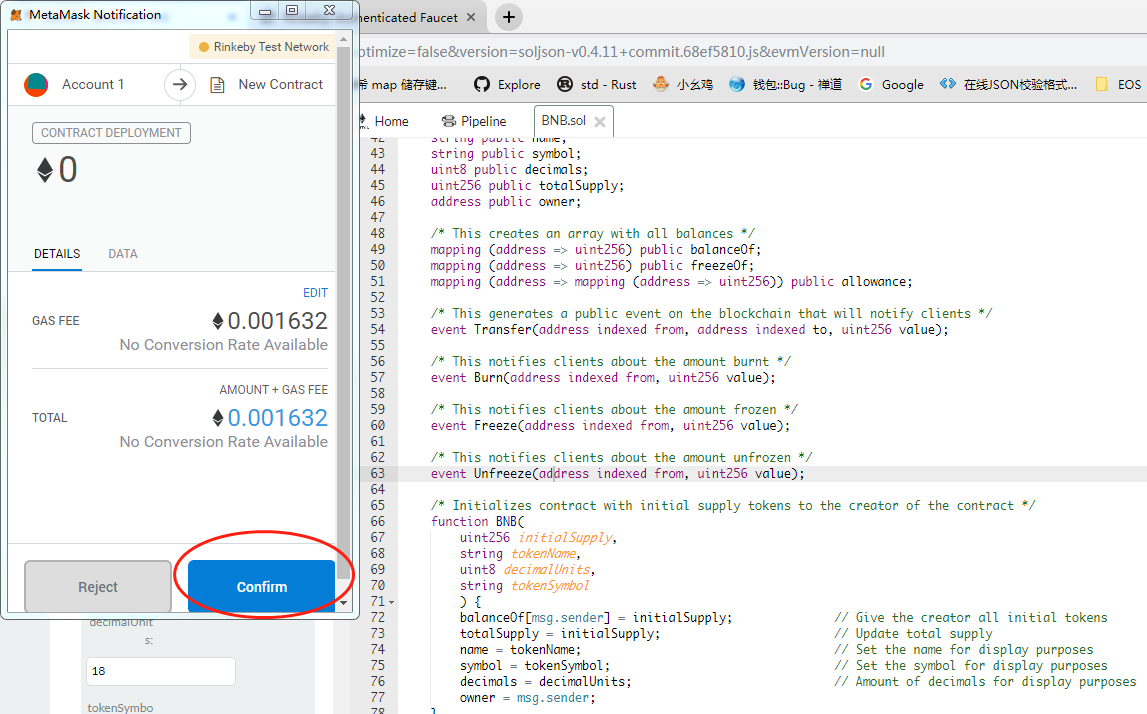 MetaMask Notification
Rinkeby Test Network
Account 1
New Contract
CONTRACT DEPLOYMENT
0
DETAILS
DATA
EDIT
GAS FEE
0.001632
No Conversion Rate Available
AMOUNT + GAS FEE
TOTAL
0.001632
No Conversion Rate Available
Reject
Confirm
decimalUnit
s:
18
tokenSymbo
henticated Faucet
optimize=false&version=soljson-v0.4.11+commit.68ef5810.js&evmVersion=null
希 map 储存键...
Explore
std - Rust
小幺鸡
钱包::Bug - 禅道
Google
在线JSON校验格式...
EOS
Home
Pipeline
BNB.sol
42 string public name;
43 string public symbol;
44 uint8 public decimals;
45 uint256 public totalSupply;
46 address public owner;
47
48 /* This creates an array with all balances */
49 mapping (address => uint256) public balanceOf;
50 mapping (address => uint256) public freezeOf;
51 mapping (address => mapping (address => uint256)) public allowance;
52
53 /* This generates a public event on the blockchain that will notify clients */
54 event Transfer(address indexed from, address indexed to, uint256 value);
55
56 /* This notifies clients about the amount burnt */
57 event Burn(address indexed from, uint256 value);
58
59 /* This notifies clients about the amount frozen */
60 event Freeze(address indexed from, uint256 value);
61
62 /* This notifies clients about the amount unfrozen */
63 event Unfreeze(address indexed from, uint256 value);
64
65 /* Initializes contract with initial supply tokens to the creator of the contract */
66 function BNB(
67 uint256 initialSupply,
68 string tokenName,
69 uint8 decimalUnits,
70 string tokenSymbol
71 ) {
72 balanceOf[msg.sender] = initialSupply; // Give the creator all initial tokens
73 totalSupply = initialSupply; // Update total supply
74 name = tokenName; // Set the name for display purposes
75 symbol = tokenSymbol; // Set the symbol for display purposes
76 decimals = decimalUnits; // Amount of decimals for display purposes
77 owner = msg.sender;
78 }